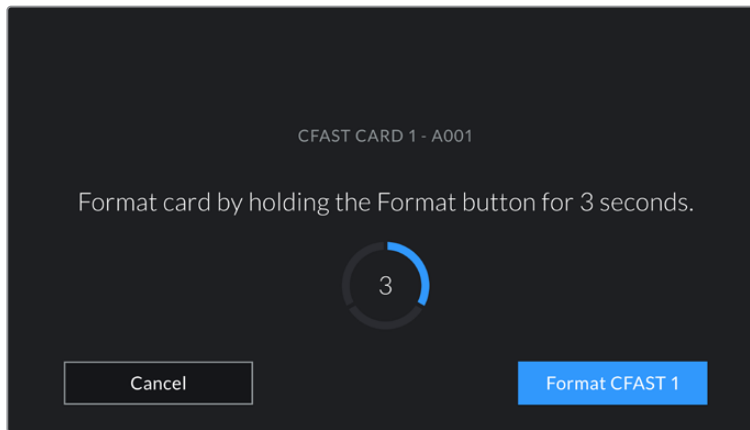 CFAST CARD 1 - A001
Format card by holding the Format button for 3 seconds.
3
Cancel
Format CFAST 1